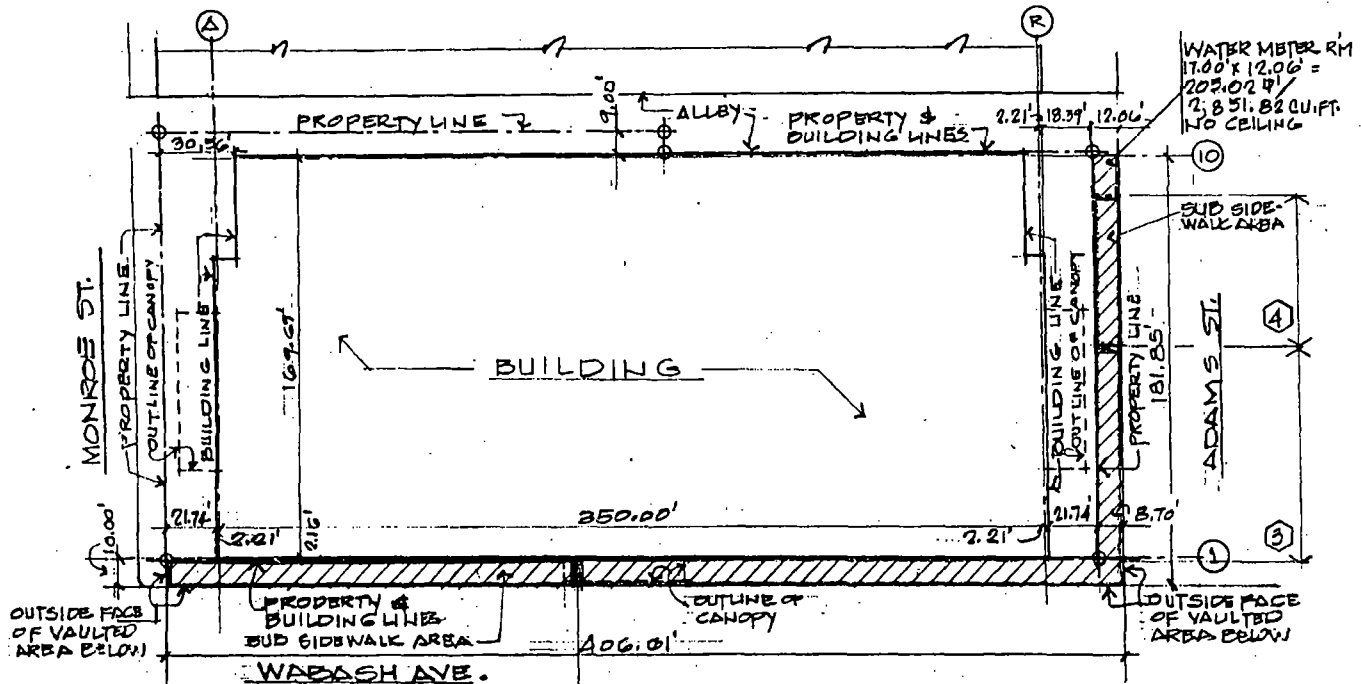 A
R
WATER METER R'M
17.00' x 12.06' =
205.02 #/
2,851.82 CU.FT.
NO CEILING
9.00'
ALLEY
PROPERTY LINE
PROPERTY &
BUILDING LINES
2.21'
18.39'
12.06'
30.36'
10
SUB SIDE-
WALK AREA
MONROE ST.
PROPERTY LINE
OUTLINE OF CANOPY
BUILDING LINE
169.69'
BUILDING
BUILDING LINE
OUTLINE OF CANOPY
PROPERTY LINE
181.85'
ADAMS ST.
4
3
10.00'
21.74'
2.21'
2.16'
350.00'
2.21'
21.74'
8.70'
1
OUTSIDE FACE
OF VAULTED
AREA BELOW
PROPERTY &
BUILDING LINES
SUB SIDEWALK AREA
OUTLINE OF
CANOPY
OUTSIDE FACE
OF VAULTED
AREA BELOW
406.01'
WABASH AVE.